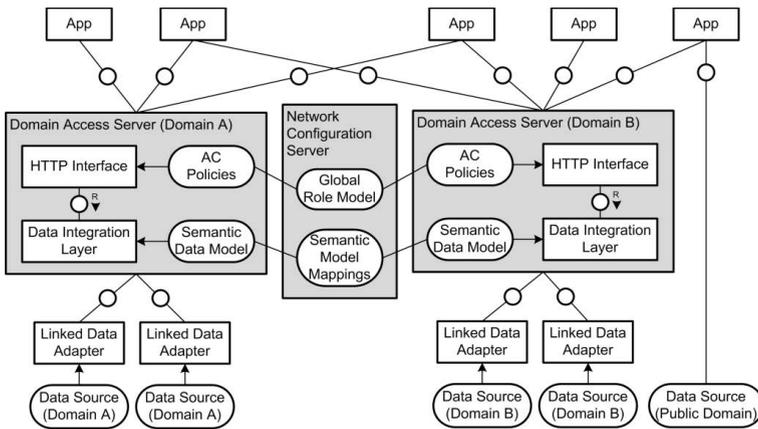 App
App
App
App
App
Domain Access Server (Domain A)
HTTP Interface
AC
Policies
R
Data Integration
Layer
Semantic
Data Model
Network
Configuration
Server
Global
Role Model
Semantic
Model
Mappings
Domain Access Server (Domain B)
AC
Policies
HTTP Interface
R
Semantic
Data Model
Data Integration
Layer
Linked Data
Adapter
Linked Data
Adapter
Linked Data
Adapter
Linked Data
Adapter
Data Source
(Domain A)
Data Source
(Domain A)
Data Source
(Domain B)
Data Source
(Domain B)
Data Source
(Public Domain)